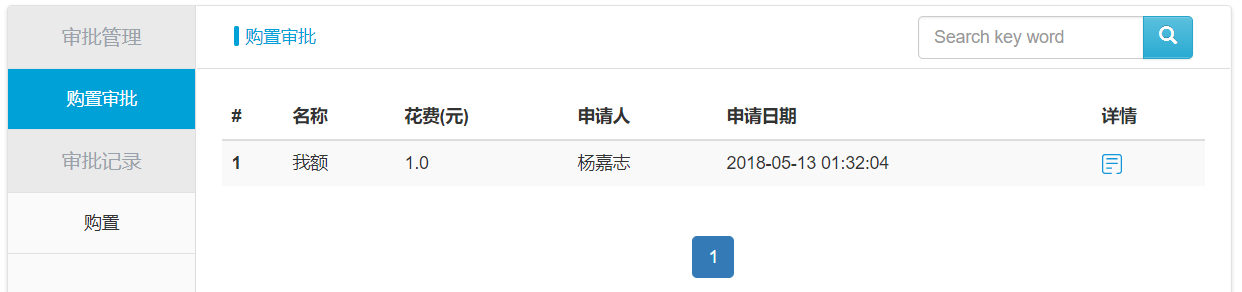 审批管理
购置审批
审批记录
购置
购置审批
Search key word
# 名称 花费(元) 申请人 申请日期 详情
1 我额 1.0 杨嘉志 2018-05-13 01:32:04
1